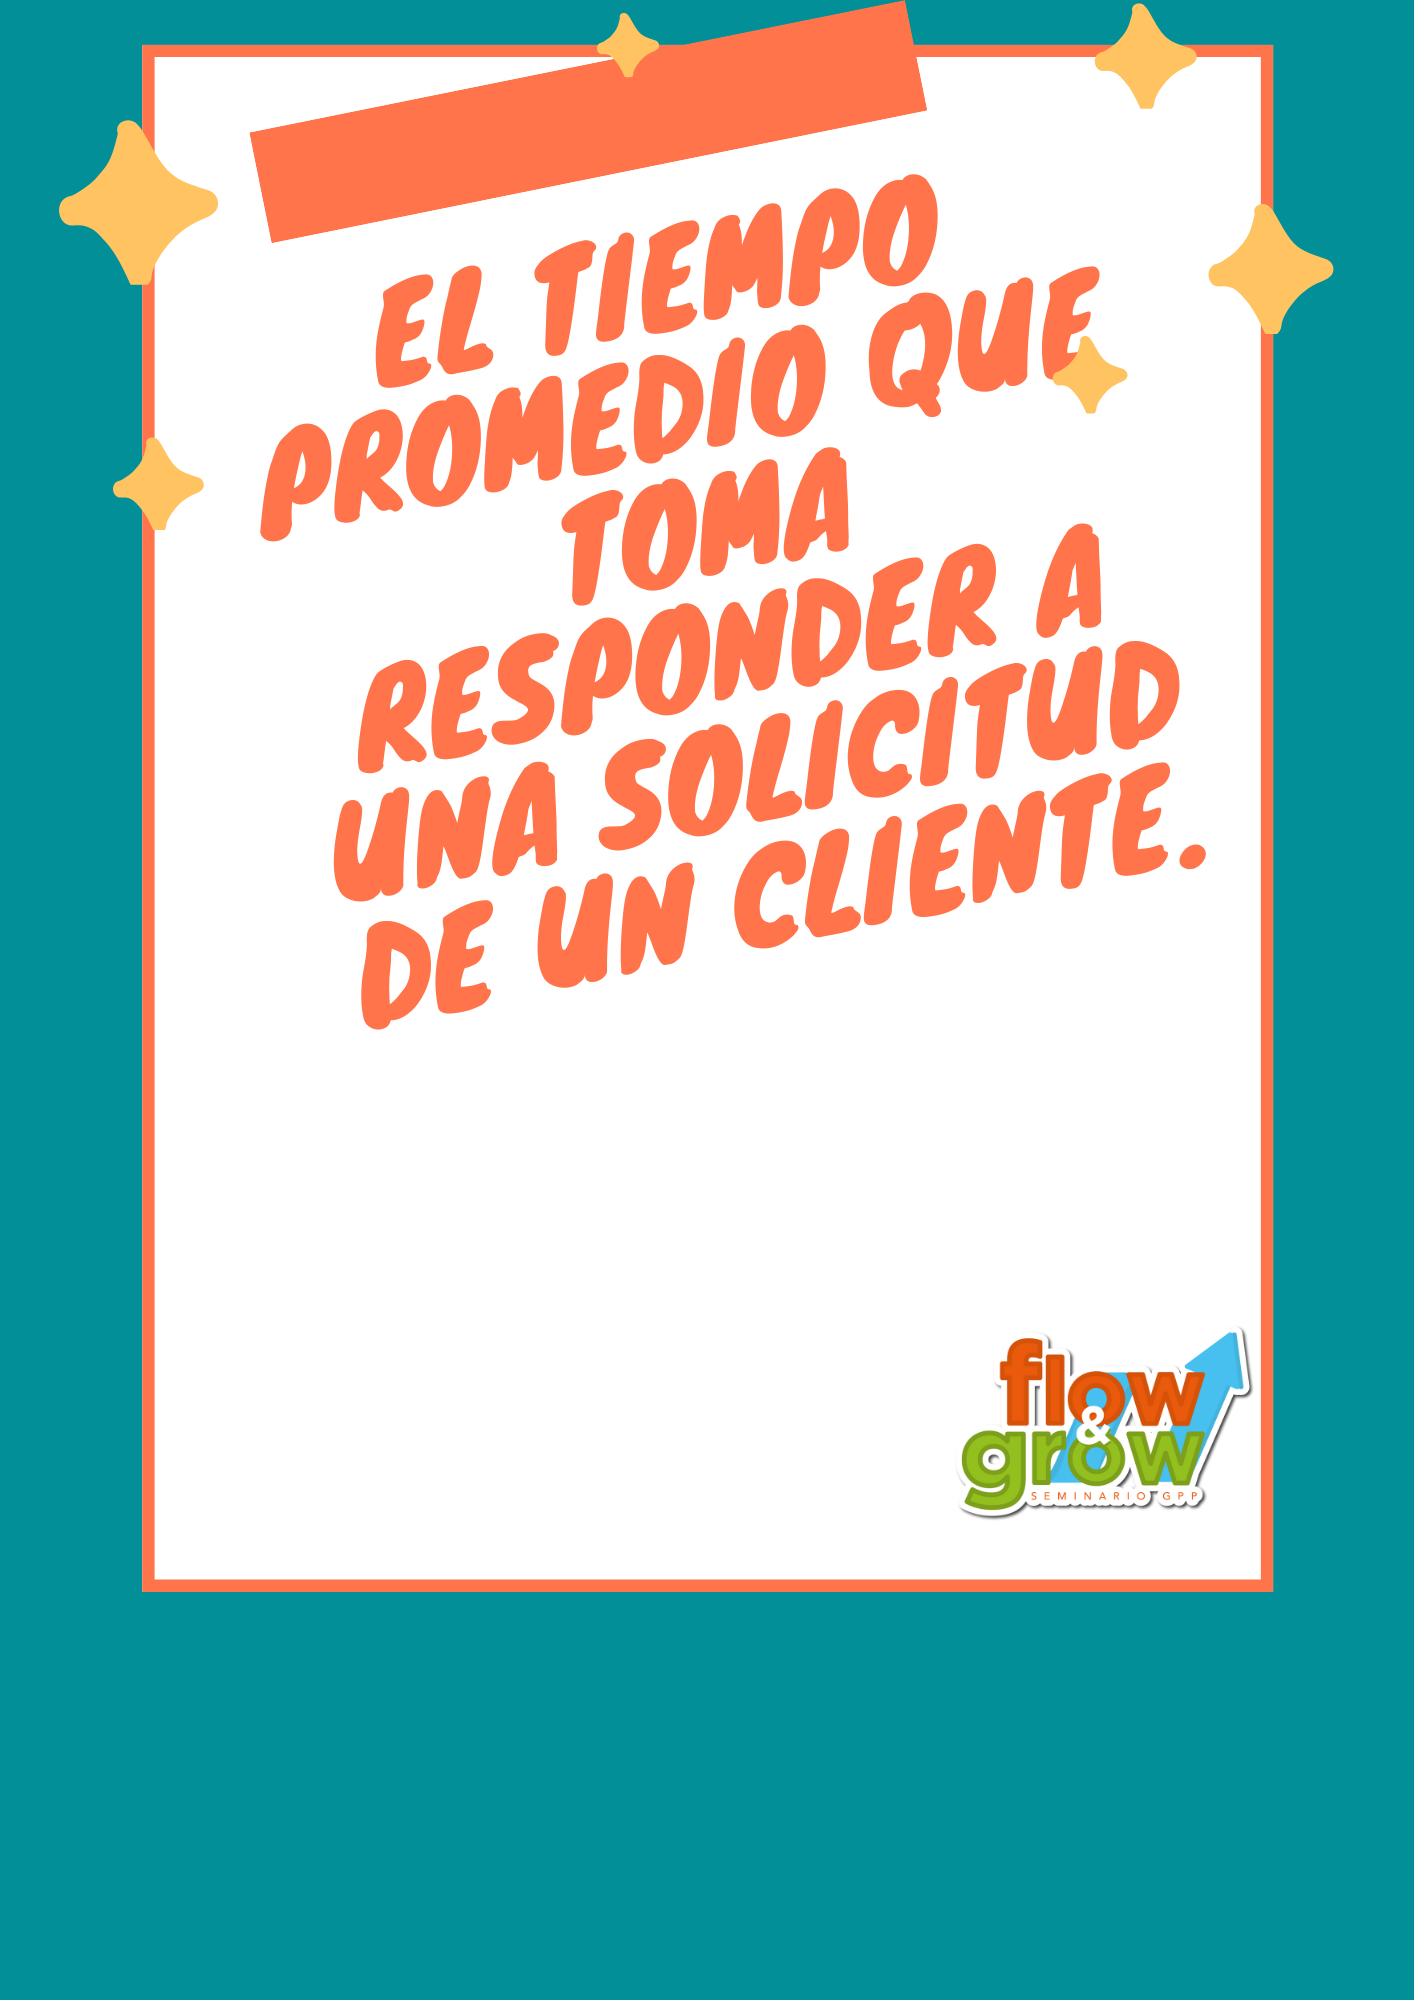 EL TIEMPO
PROMEDIO QUE
TOMA
RESPONDER A
UNA SOLICITUD
DE UN CLIENTE.
flow
&
grow
SEMINARIO GPP